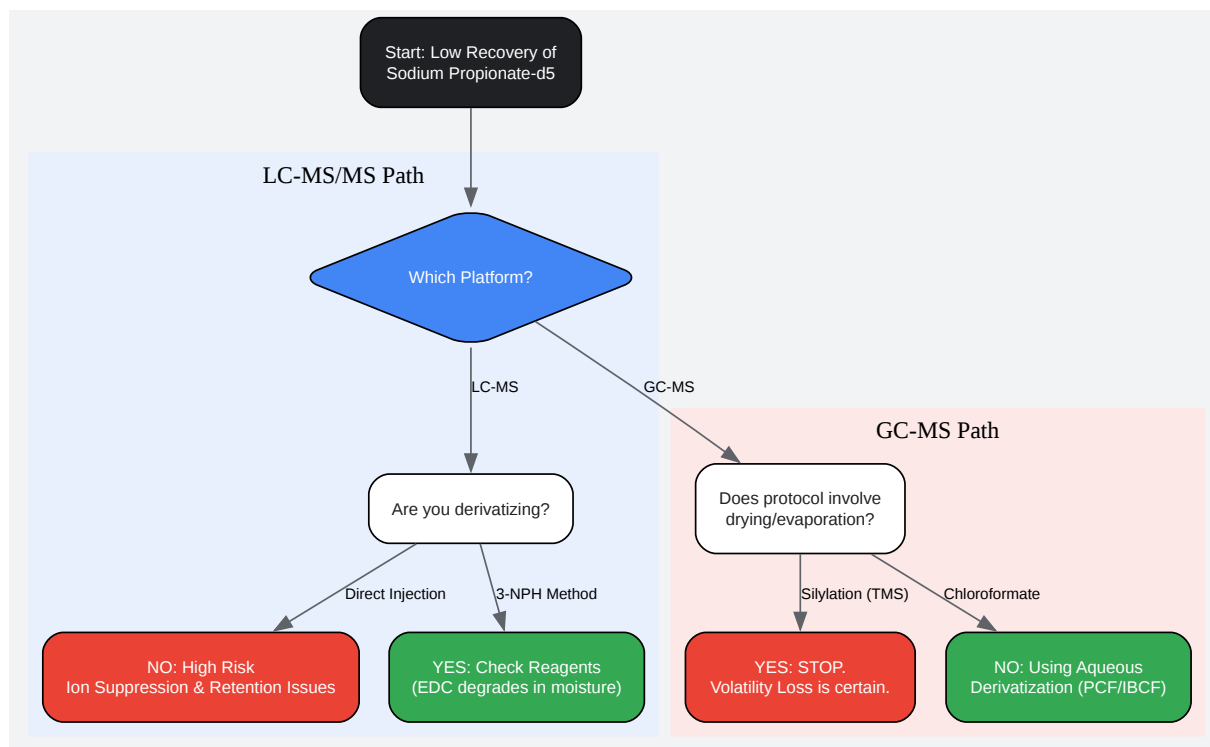 Start: Low Recovery of
Sodium Propionate-d5
LC-MS/MS Path
Which Platform?
LC-MS
GC-MS
GC-MS Path
Are you derivatizing?
Does protocol involve
drying/evaporation?
Direct Injection
3-NPH Method
Silylation (TMS)
Chloroformate
NO: High Risk
Ion Suppression & Retention Issues
YES: Check Reagents
(EDC degrades in moisture)
YES: STOP.
Volatility Loss is certain.
NO: Using Aqueous
Derivatization (PCF/IBCF)